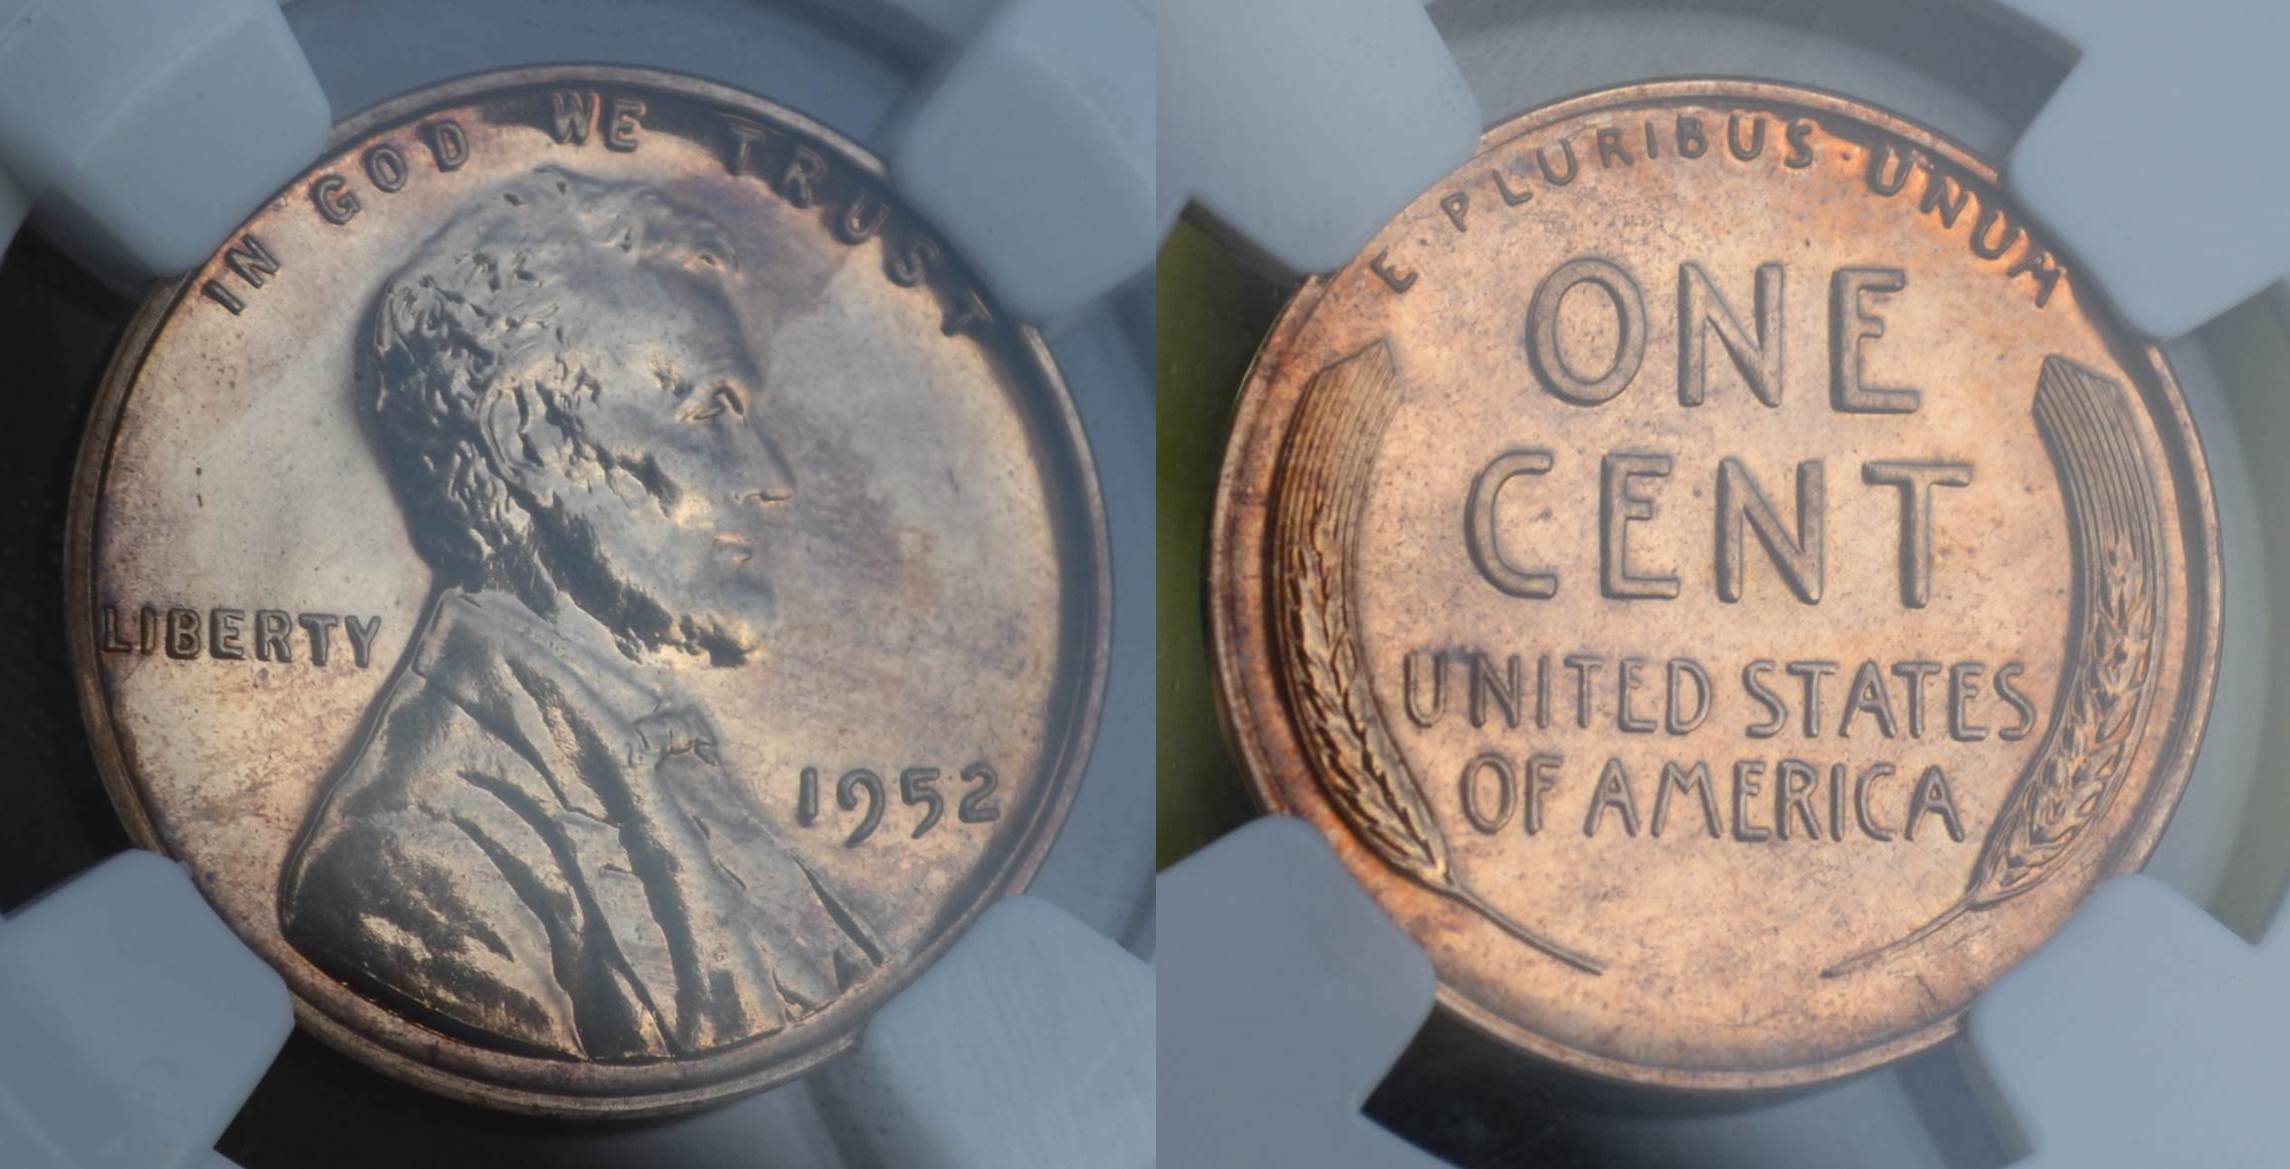 IN GOD WE TRUST
LIBERTY
1952
E PLURIBUS · UNUM
ONE
CENT
UNITED STATES
OF AMERICA